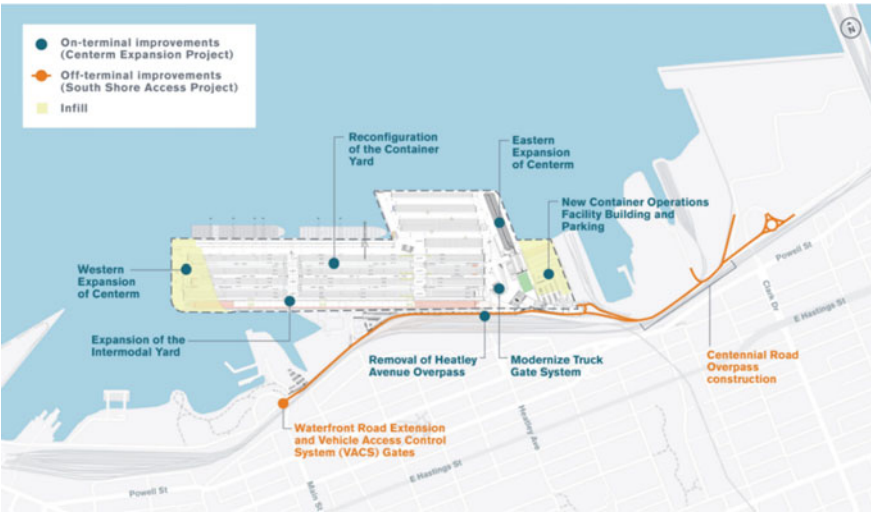 On-terminal improvements
(Centerm Expansion Project)
Off-terminal improvements
(South Shore Access Project)
Infill
N
Reconfiguration
of the Container
Yard
Eastern
Expansion
of Centerm
New Container Operations
Facility Building and
Parking
Western
Expansion
of Centerm
Expansion of the
Intermodal Yard
Removal of Heatley
Avenue Overpass
Modernize Truck
Gate System
Centennial Road
Overpass
construction
Waterfront Road Extension
and Vehicle Access Control
System (VACS) Gates
Powell St
Clark Dr
E Hastings St
Heatley Ave
E Hastings St
Main St
Powell St